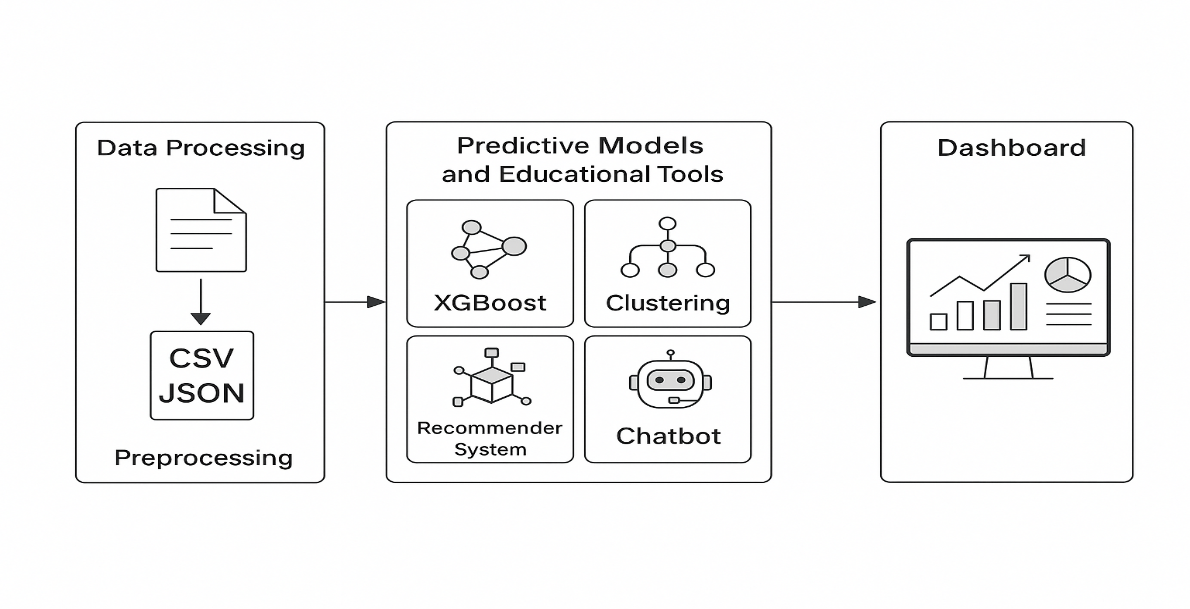 Data Processing
CSV
JSON
Preprocessing
Predictive Models
and Educational Tools
XGBoost
Clustering
Recommender
System
Chatbot
Dashboard